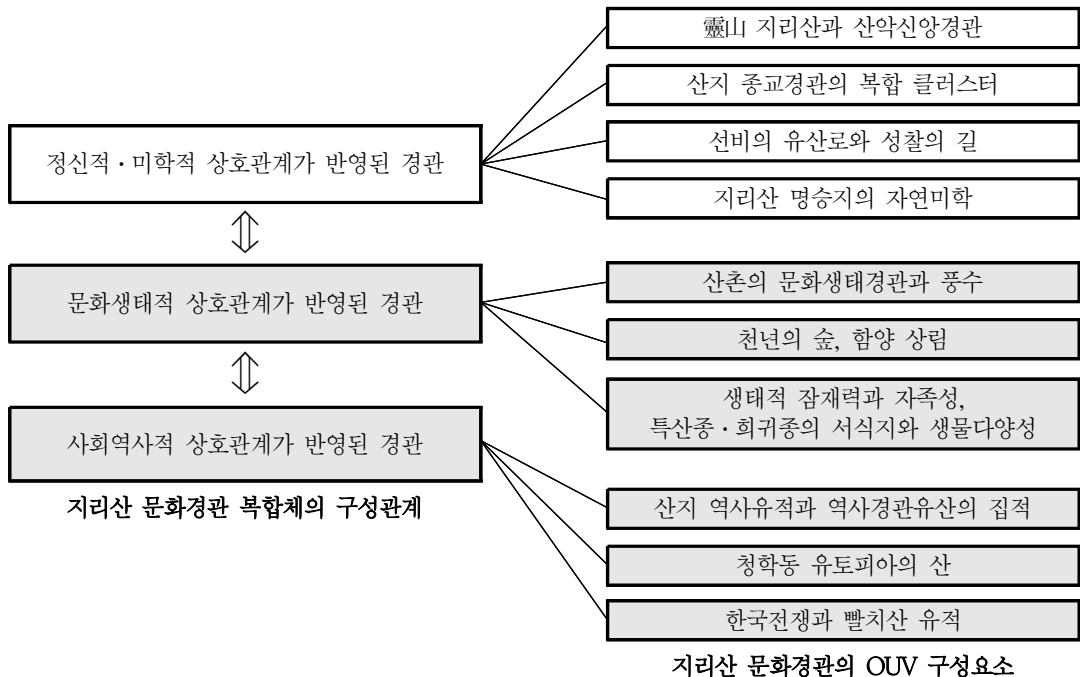 靈山 지리산과 산악신앙경관
산지 종교경관의 복합 클러스터
정신적·미학적 상호관계가 반영된 경관
선비의 유산로와 성찰의 길
지리산 명승지의 자연미학
문화생태적 상호관계가 반영된 경관
산촌의 문화생태경관과 풍수
천년의 숲, 함양 상림
생태적 잠재력과 자족성,
특산종·희귀종의 서식지와 생물다양성
사회역사적 상호관계가 반영된 경관
지리산 문화경관 복합체의 구성관계
산지 역사유적과 역사경관유산의 집적
청학동 유토피아의 산
한국전쟁과 빨치산 유적
지리산 문화경관의 OUV 구성요소